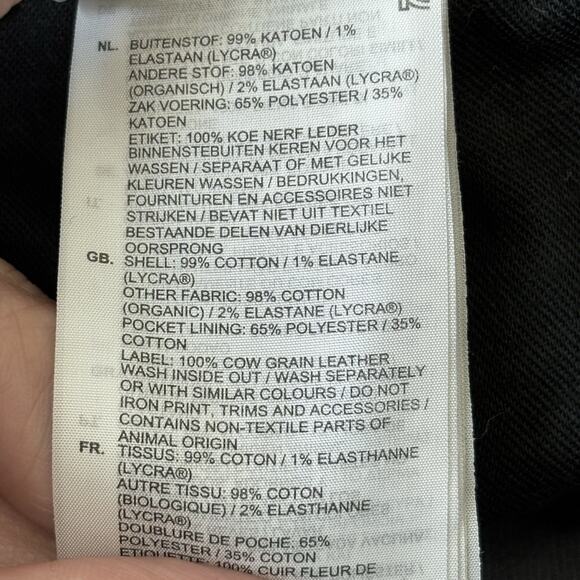 NL. BUITENSTOF: 99% KATOEN / 1%
ELASTAAN (LYCRA®)
ANDERE STOF: 98% KATOEN
(ORGANISCH) / 2% ELASTAAN (LYCRA®)
ZAK VOERING: 65% POLYESTER / 35%
KATOEN
ETIKET: 100% KOE NERF LEDER
BINNENSTEBUITEN KEREN VOOR HET
WASSEN / SEPARAAT OF MET GELIJKE
KLEUREN WASSEN / BEDRUKKINGEN,
FOURNITUREN EN ACCESSOIRES NIET
STRIJKEN / BEVAT NIET UIT TEXTIEL
BESTAANDE DELEN VAN DIERLIJKE
OORSPRONG
GB. SHELL: 99% COTTON / 1% ELASTANE
(LYCRA®)
OTHER FABRIC: 98% COTTON
(ORGANIC) / 2% ELASTANE (LYCRA®)
POCKET LINING: 65% POLYESTER / 35%
COTTON
LABEL: 100% COW GRAIN LEATHER
WASH INSIDE OUT / WASH SEPARATELY
OR WITH SIMILAR COLOURS / DO NOT
IRON PRINT, TRIMS AND ACCESSORIES /
CONTAINS NON-TEXTILE PARTS OF
ANIMAL ORIGIN
FR. TISSUS: 99% COTON / 1% ELASTHANNE
(LYCRA®)
AUTRE TISSU: 98% COTON
(BIOLOGIQUE) / 2% ELASTHANNE
(LYCRA®)
DOUBLURE DE POCHE: 65%
POLYESTER / 35% COTON
ETIQUETTE: 100% CUIR FLEUR DE